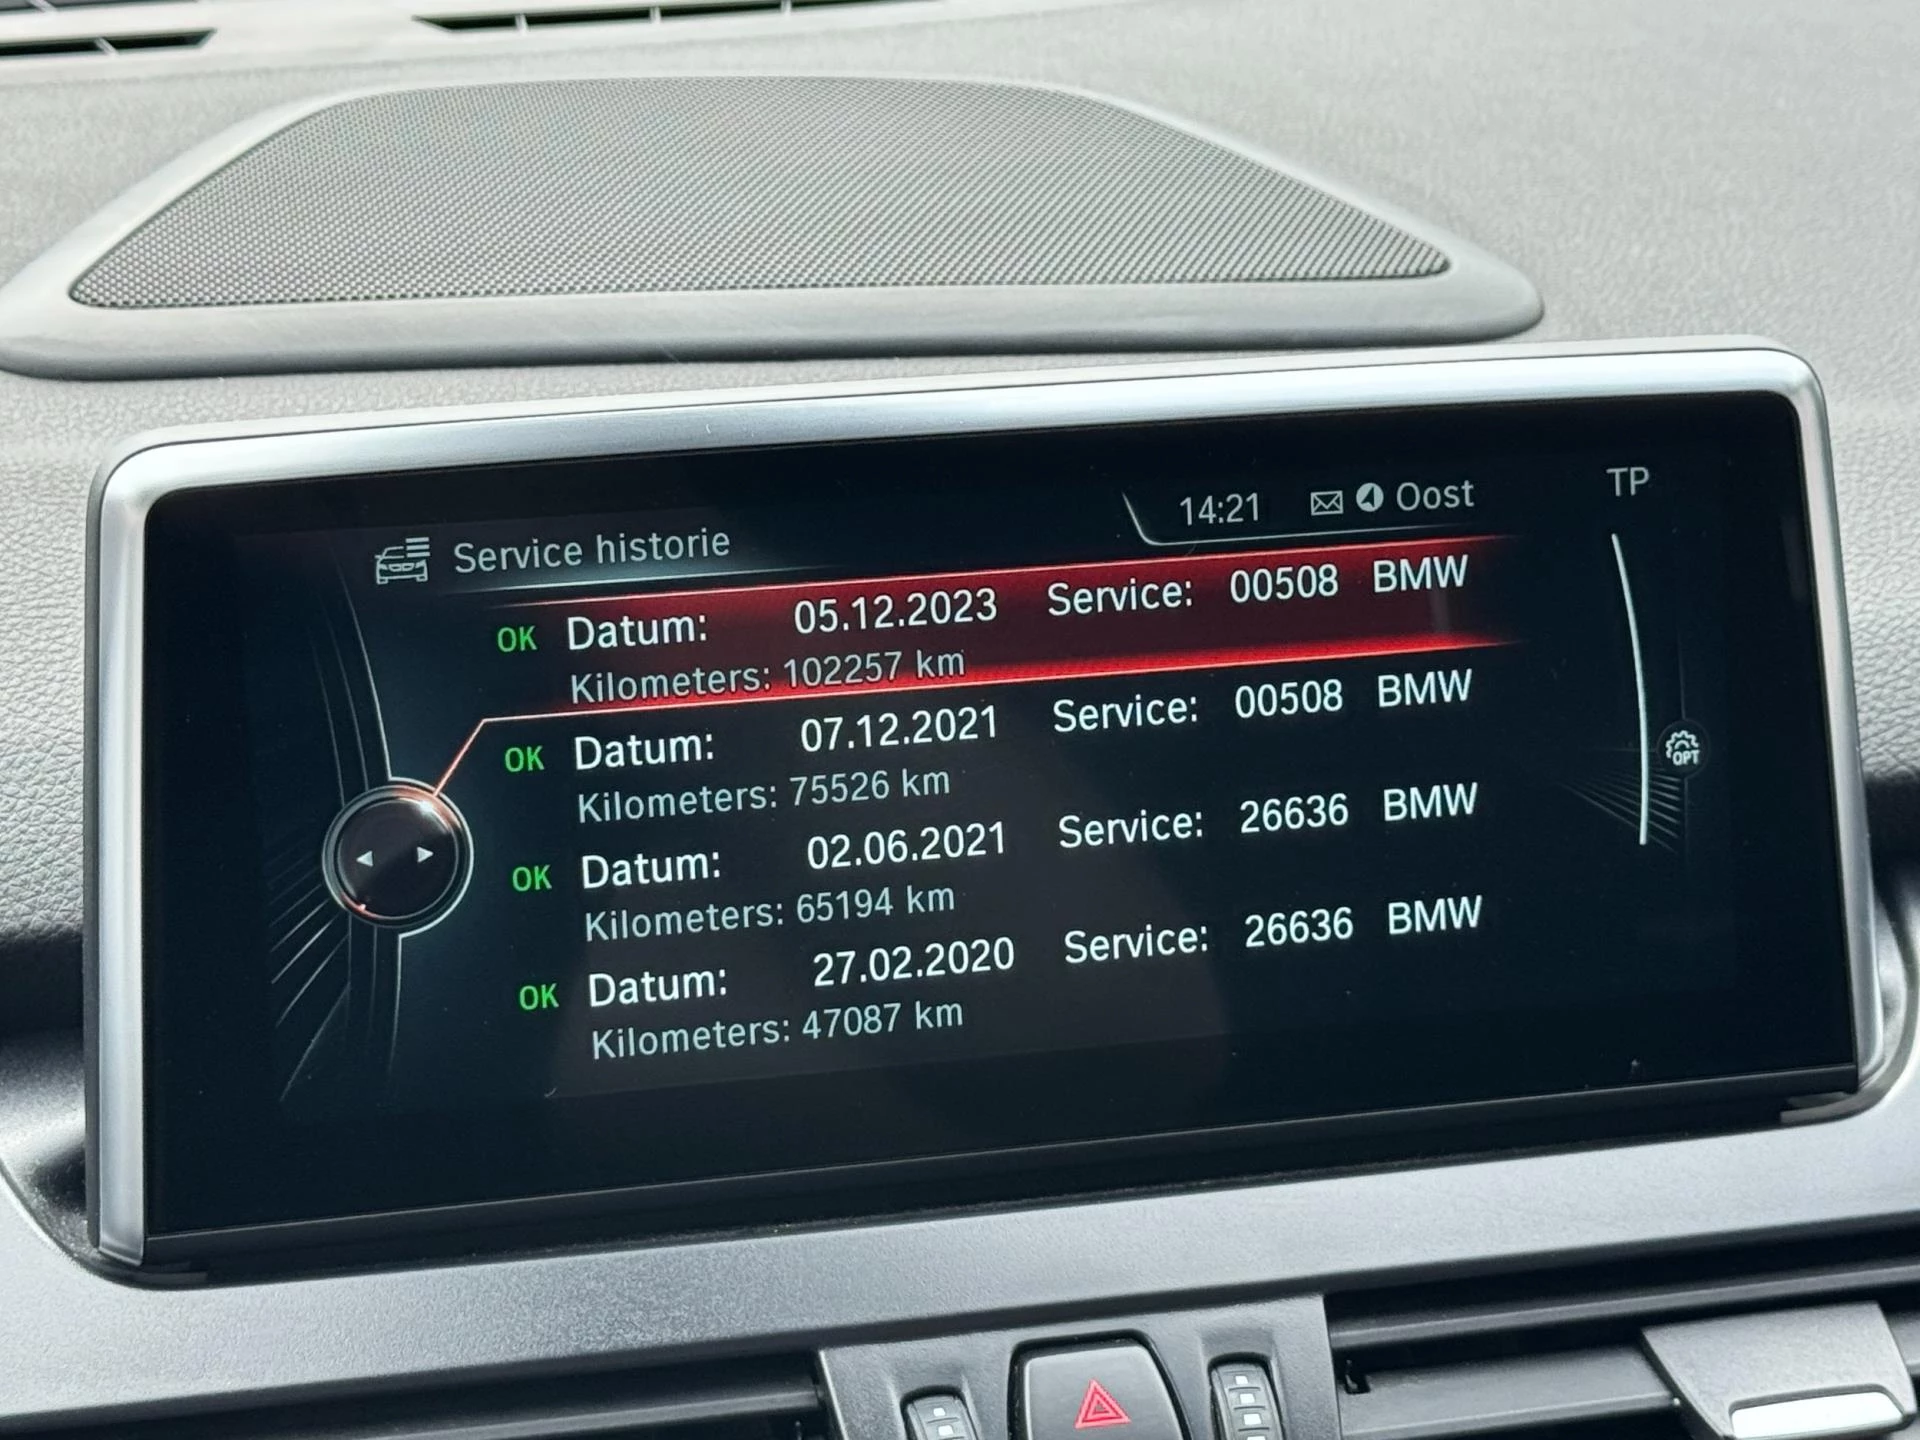 Service historie 14:21 Oost TP
OK Datum: 05.12.2023 Service: 00508 BMW
Kilometers: 102257 km
OK Datum: 07.12.2021 Service: 00508 BMW
Kilometers: 75526 km
OPT
OK Datum: 02.06.2021 Service: 26636 BMW
Kilometers: 65194 km
OK Datum: 27.02.2020 Service: 26636 BMW
Kilometers: 47087 km